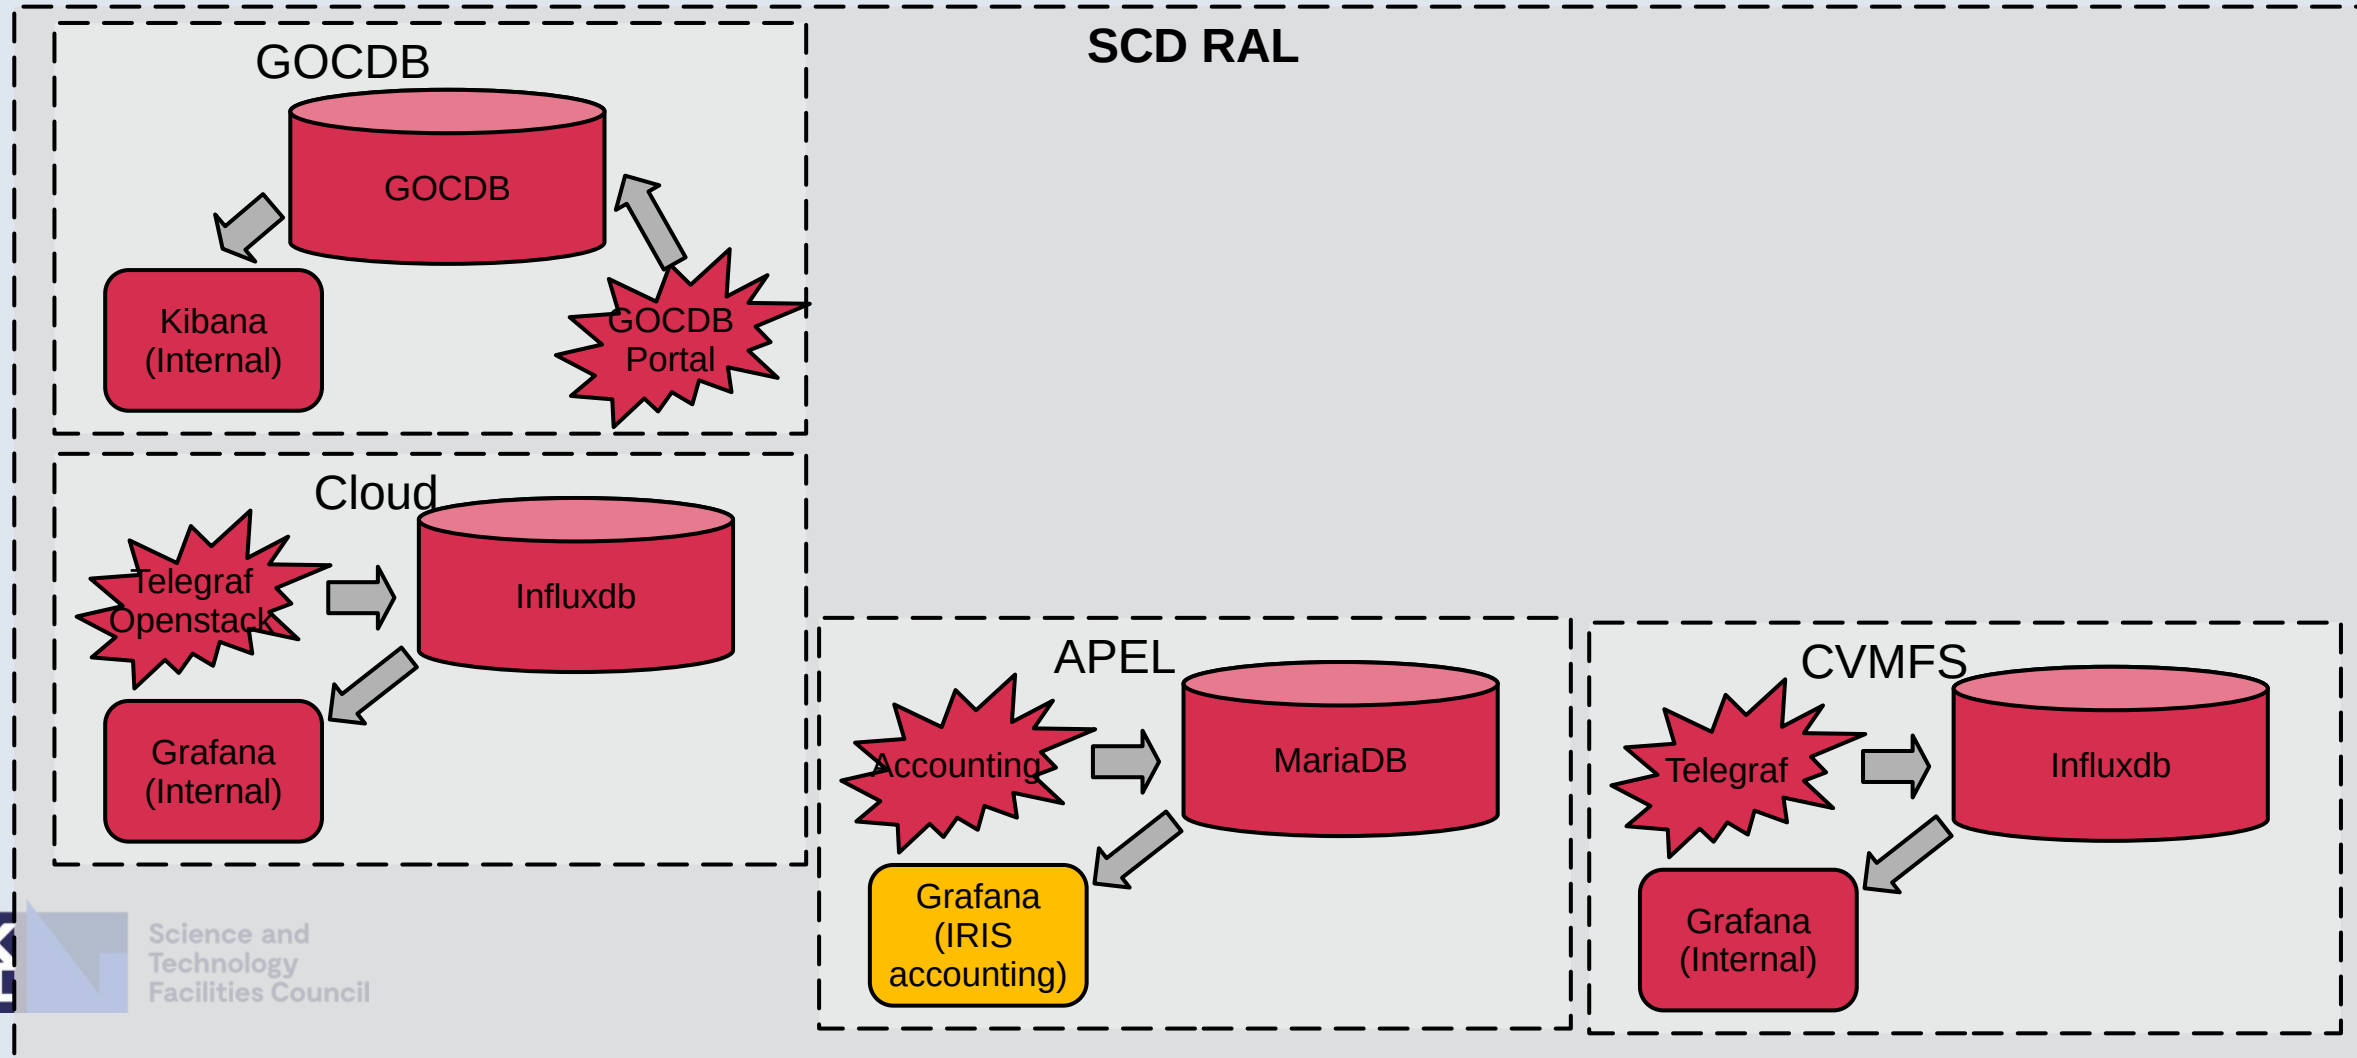 SCD RAL
GOCDB
GOCDB
Kibana
(Internal)
GOCDB
Portal
Cloud
Telegraf
Openstack
Influxdb
Grafana
(Internal)
APEL
Accounting
MariaDB
Grafana
(IRIS
accounting)
CVMFS
Telegraf
Influxdb
Grafana
(Internal)
Science and
Technology
Facilities Council